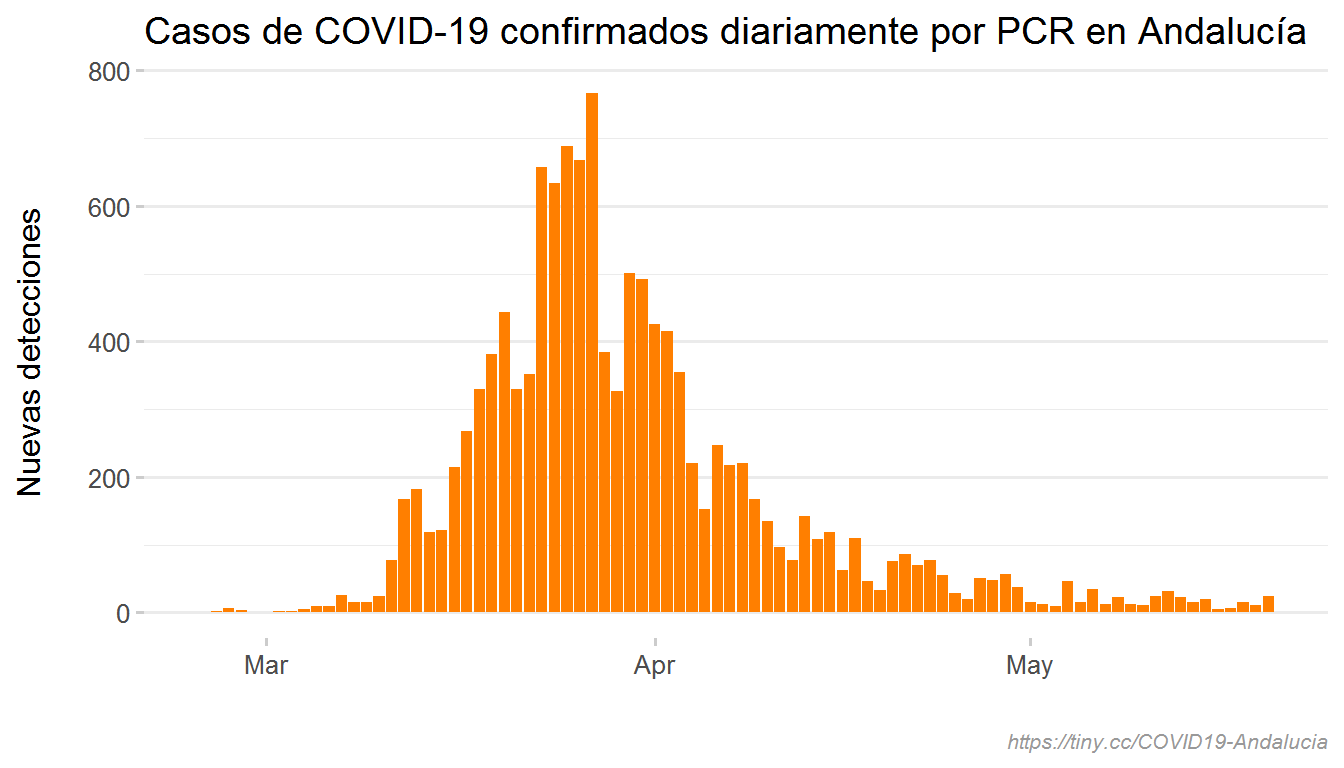 Casos de COVID-19 confirmados diariamente por PCR en Andalucía
Nuevas detecciones
800
600
400
200
0
Mar
Apr
May
https://tiny.cc/COVID19-Andalucia